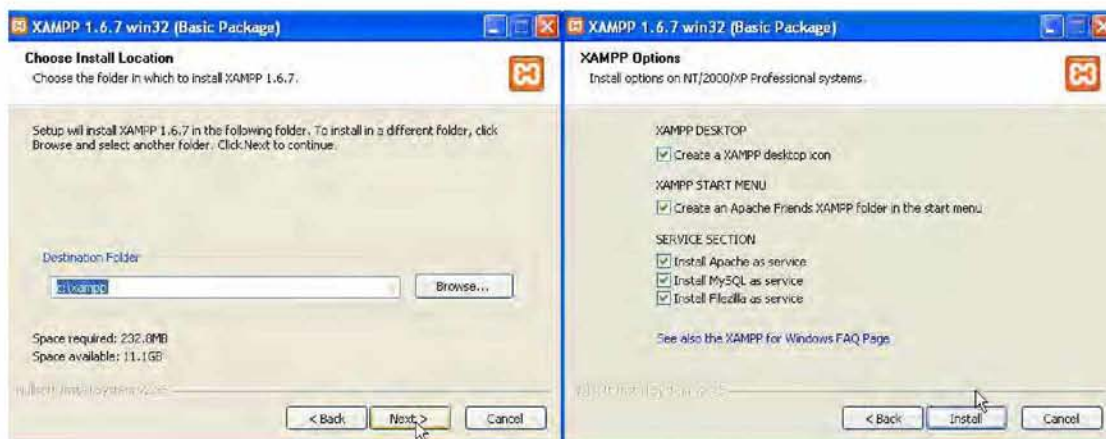 XAMPP 1.6.7 win32 (Basic Package)
Choose Install Location
Choose the folder in which to install XAMPP 1.6.7.
Setup will install XAMPP 1.6.7 in the following folder. To install in a different folder, click
Browse and select another folder. Click Next to continue.
Destination Folder
c:\xampp
Browse...
Space required: 232.8MB
Space available: 11.1GB
< Back
Next >
Cancel
XAMPP 1.6.7 win32 (Basic Package)
XAMPP Options
Install options on NT/2000/XP Professional systems.
XAMPP DESKTOP
Create a XAMPP desktop icon
XAMPP START MENU
Create an Apache Friends XAMPP folder in the start menu
SERVICE SECTION
Install Apache as service
Install MySQL as service
Install Filezilla as service
See also the XAMPP for Windows FAQ Page
< Back
Install
Cancel